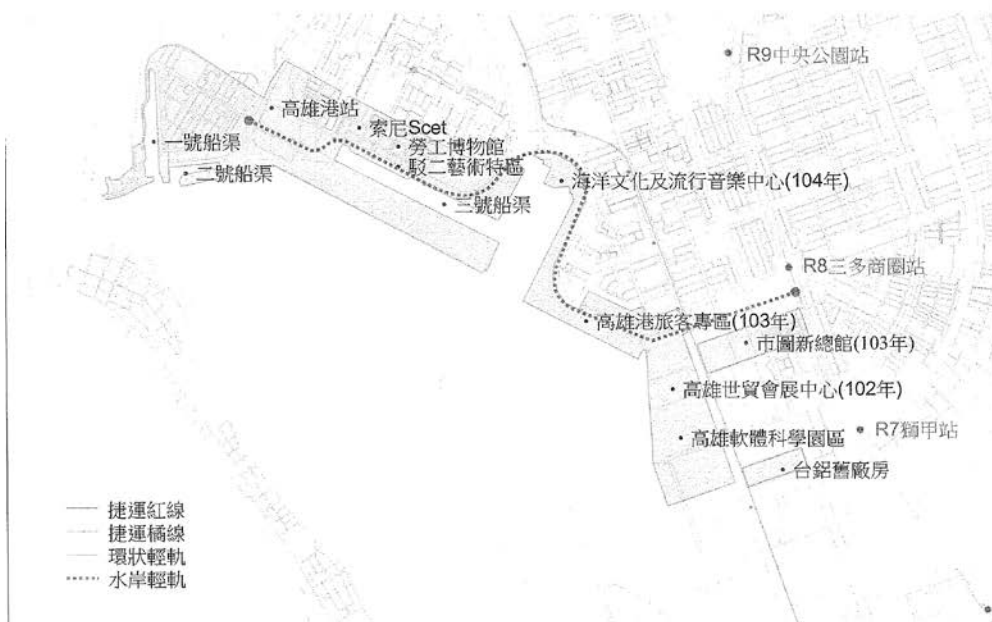 R9中央公園站
高雄港站
索尼Scet
一號船渠
勞工博物館
駁二藝術特區
二號船渠
海洋文化及流行音樂中心(104年)
三號船渠
R8三多商圈站
高雄港旅客專區(103年)
市圖新總館(103年)
高雄世貿會展中心(102年)
R7獅甲站
高雄軟體科學園區
台鋁舊廠房
捷運紅線
捷運橘線
環狀輕軌
水岸輕軌